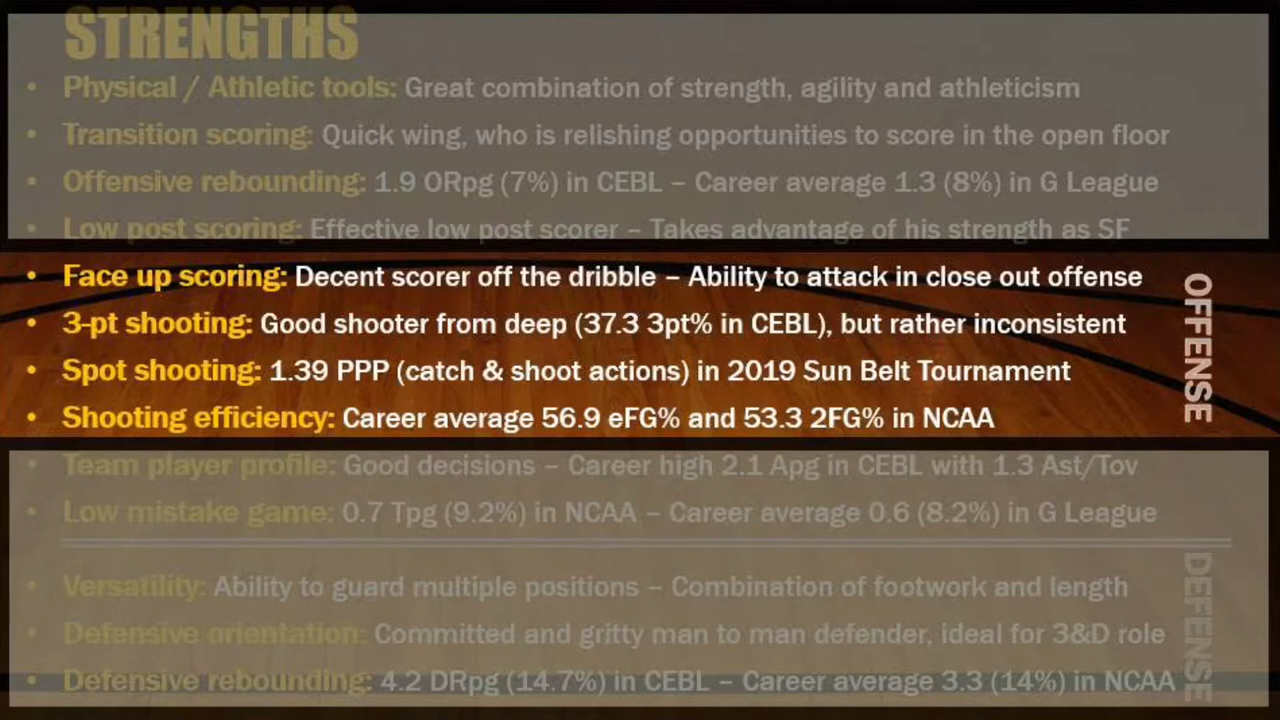 STRENGTHS
• Physical / Athletic tools: Great combination of strength, agility and athleticism
• Transition scoring: Quick wing, who is relishing opportunities to score in the open floor
• Offensive rebounding: 1.9 ORpg (7%) in CEBL – Career average 1.3 (8%) in G League
• Low post scoring: Effective low post scorer – Takes advantage of his strength as SF
• Face up scoring: Decent scorer off the dribble – Ability to attack in close out offense
• 3-pt shooting: Good shooter from deep (37.3 3pt% in CEBL), but rather inconsistent
• Spot shooting: 1.39 PPP (catch & shoot actions) in 2019 Sun Belt Tournament
• Shooting efficiency: Career average 56.9 eFG% and 53.3 2FG% in NCAA
• Team player profile: Good decisions – Career high 2.1 Apg in CEBL with 1.3 Ast/Tov
• Low mistake game: 0.7 Tpg (9.2%) in NCAA – Career average 0.6 (8.2%) in G League
OFFENSE
• Versatility: Ability to guard multiple positions – Combination of footwork and length
• Defensive orientation: Committed and gritty man to man defender, ideal for 3&D role
• Defensive rebounding: 4.2 DRpg (14.7%) in CEBL – Career average 3.3 (14%) in NCAA
DEFENSE